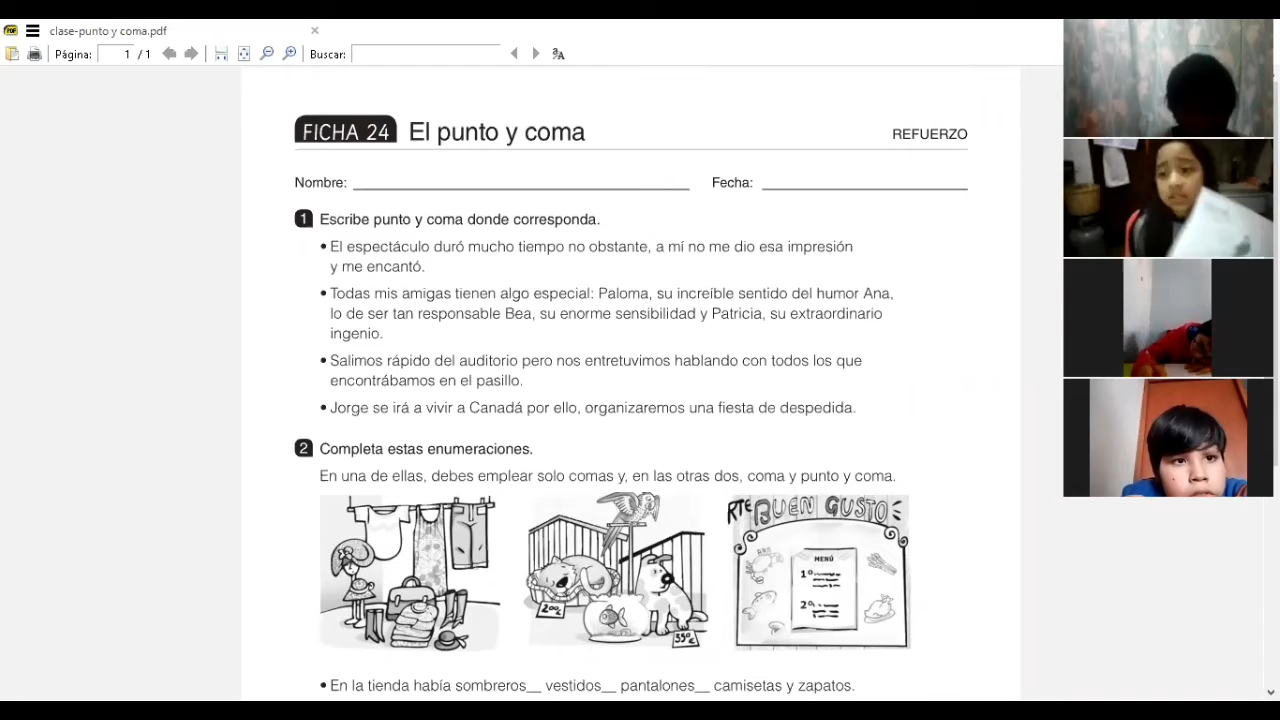 clase-punto y coma.pdf
Página: 1 / 1 Buscar:
FICHA 24 El punto y coma REFUERZO
Nombre: Fecha:
1 Escribe punto y coma donde corresponda.
• El espectáculo duró mucho tiempo no obstante, a mí no me dio esa impresión
y me encantó.
• Todas mis amigas tienen algo especial: Paloma, su increíble sentido del humor Ana,
lo de ser tan responsable Bea, su enorme sensibilidad y Patricia, su extraordinario
ingenio.
• Salimos rápido del auditorio pero nos entretuvimos hablando con todos los que
encontrábamos en el pasillo.
• Jorge se irá a vivir a Canadá por ello, organizaremos una fiesta de despedida.
2 Completa estas enumeraciones.
En una de ellas, debes emplear solo comas y, en las otras dos, coma y punto y coma.
RTE BUEN GUSTO
MENÚ
1º
2º
200€
350€
• En la tienda había sombreros__ vestidos__ pantalones__ camisetas y zapatos.